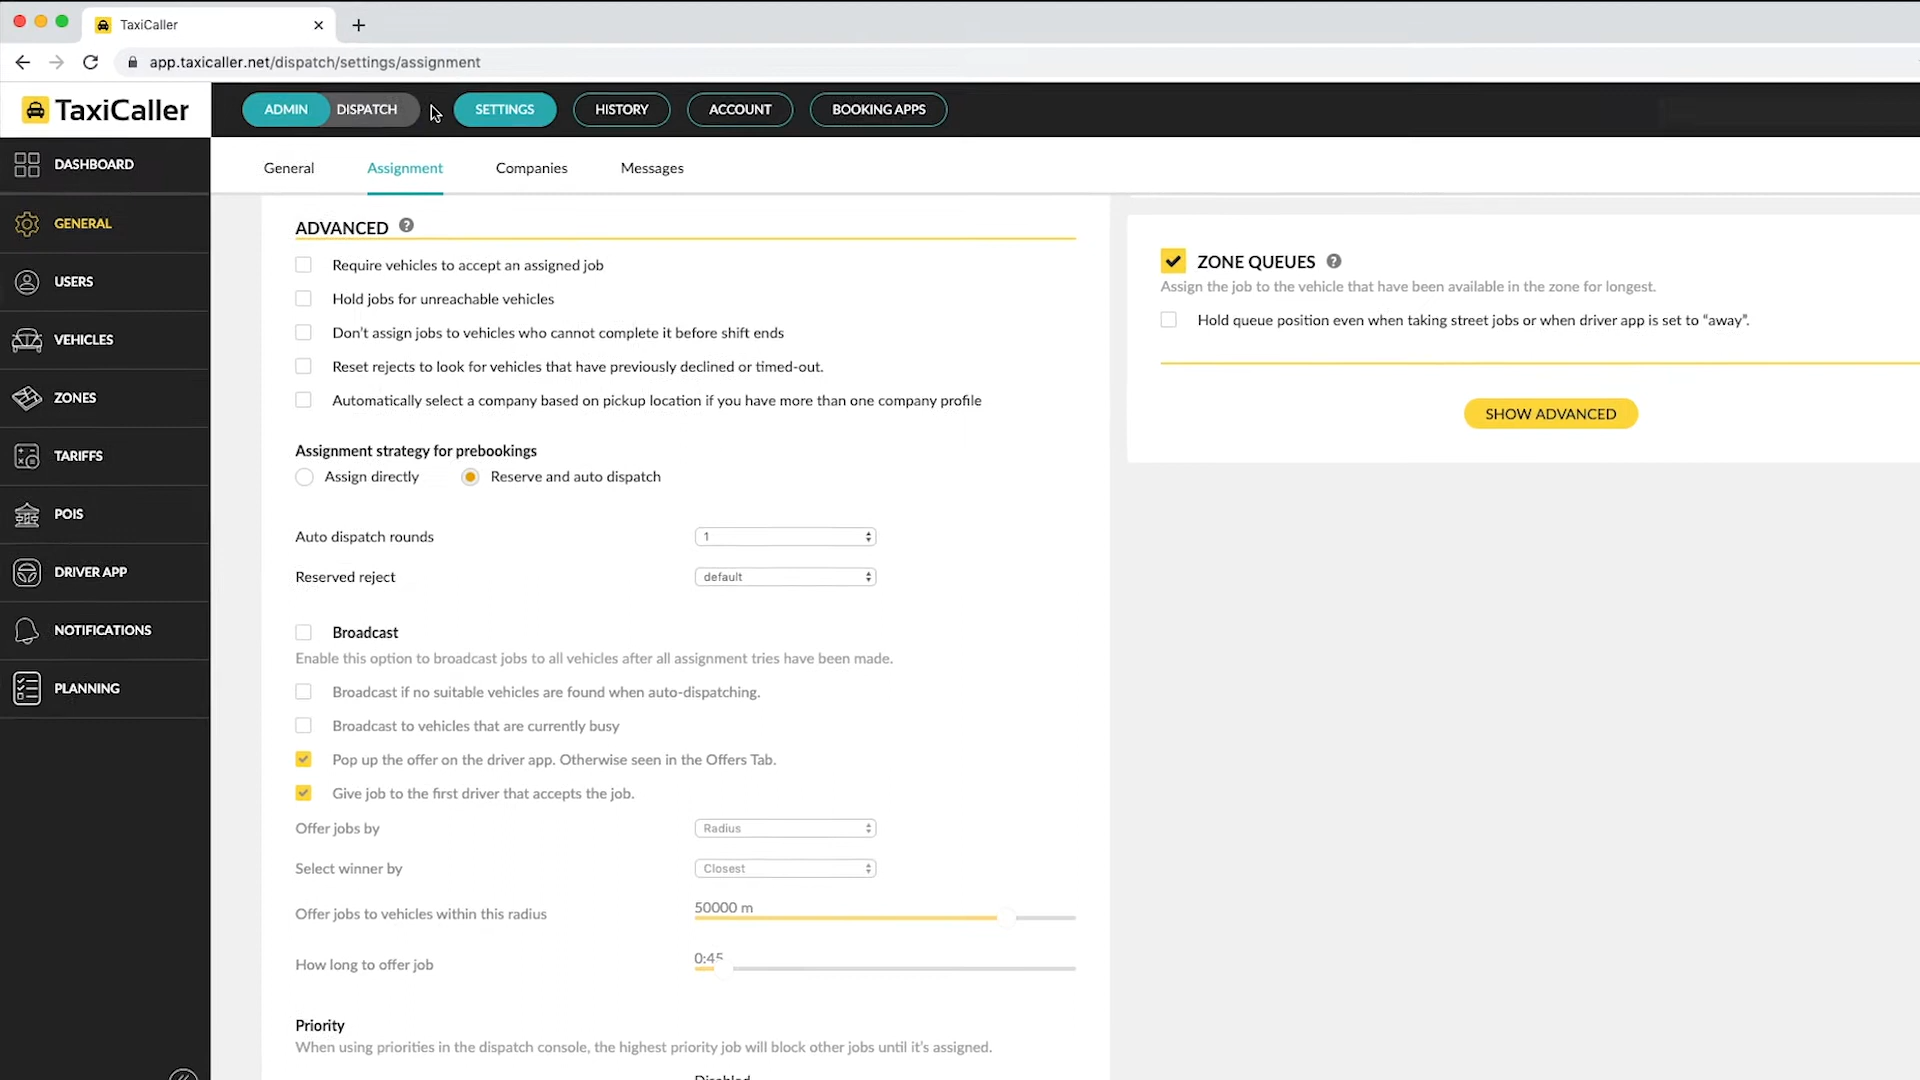 TaxiCaller
app.taxicaller.net/dispatch/settings/assignment
TaxiCaller
ADMIN
DISPATCH
SETTINGS
HISTORY
ACCOUNT
BOOKING APPS
DASHBOARD
GENERAL
USERS
VEHICLES
ZONES
TARIFFS
POIS
DRIVER APP
NOTIFICATIONS
PLANNING
General
Assignment
Companies
Messages
ADVANCED ?
Require vehicles to accept an assigned job
Hold jobs for unreachable vehicles
Don't assign jobs to vehicles who cannot complete it before shift ends
Reset rejects to look for vehicles that have previously declined or timed-out.
Automatically select a company based on pickup location if you have more than one company profile
Assignment strategy for prebookings
Assign directly
Reserve and auto dispatch
Auto dispatch rounds
1
Reserved reject
default
Broadcast
Enable this option to broadcast jobs to all vehicles after all assignment tries have been made.
Broadcast if no suitable vehicles are found when auto-dispatching.
Broadcast to vehicles that are currently busy
Pop up the offer on the driver app. Otherwise seen in the Offers Tab.
Give job to the first driver that accepts the job.
Offer jobs by
Radius
Select winner by
Closest
Offer jobs to vehicles within this radius
50000 m
How long to offer job
0:45
Priority
When using priorities in the dispatch console, the highest priority job will block other jobs until it's assigned.
Disabled
ZONE QUEUES ?
Assign the job to the vehicle that have been available in the zone for longest.
Hold queue position even when taking street jobs or when driver app is set to “away”.
SHOW ADVANCED